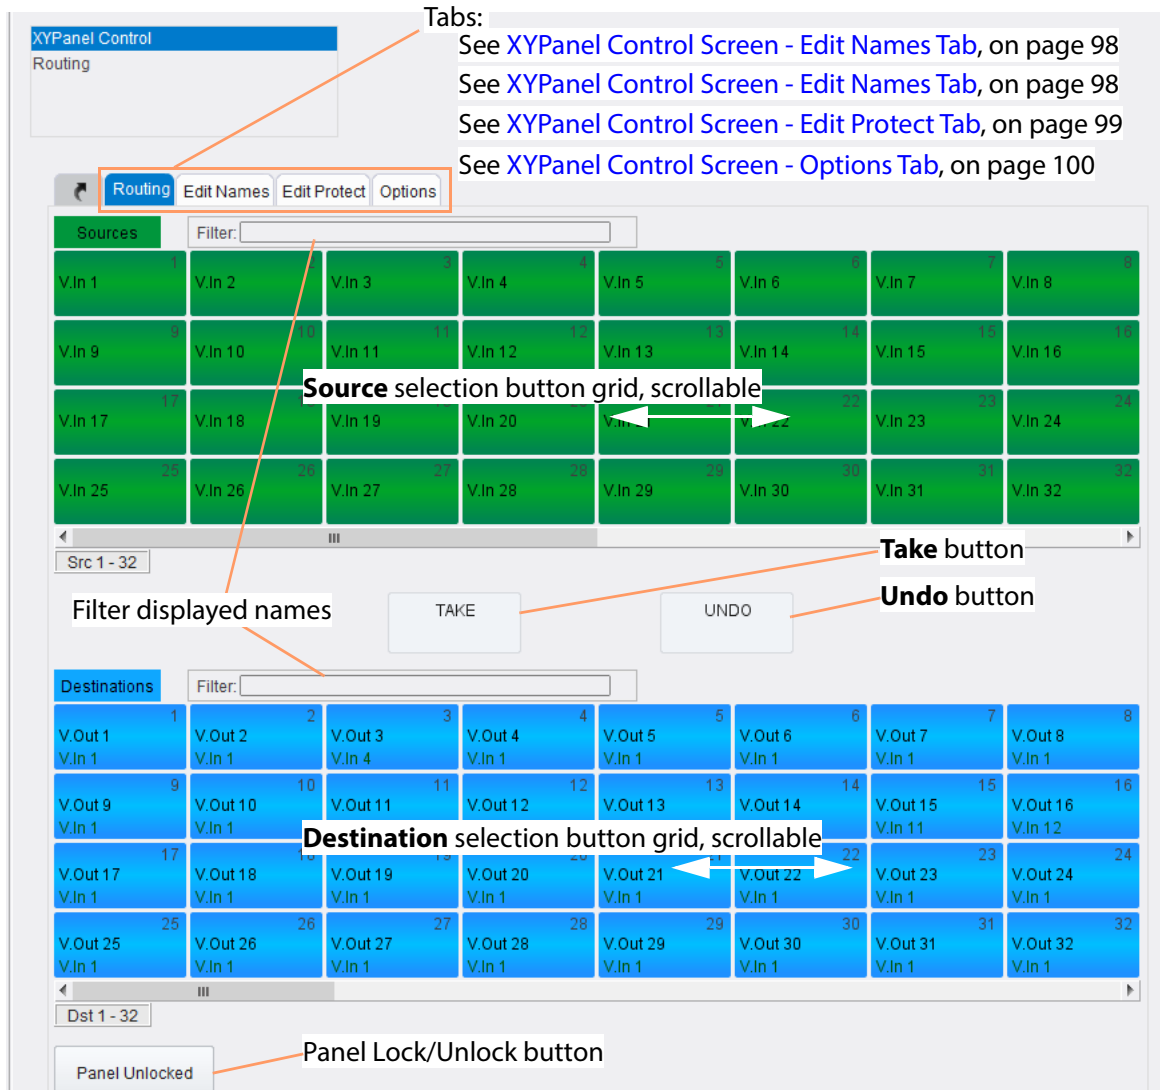 Tabs:
XYPanel Control
Routing
See XYPanel Control Screen - Edit Names Tab, on page 98
See XYPanel Control Screen - Edit Names Tab, on page 98
See XYPanel Control Screen - Edit Protect Tab, on page 99
See XYPanel Control Screen - Options Tab, on page 100
Routing Edit Names Edit Protect Options
Sources Filter:
1 2 3 4 5 6 7 8
V.In 1 V.In 2 V.In 3 V.In 4 V.In 5 V.In 6 V.In 7 V.In 8
9 10 11 12 13 14 15 16
V.In 9 V.In 10 V.In 11 V.In 12 V.In 13 V.In 14 V.In 15 V.In 16
Source selection button grid, scrollable
17 22 23 24
V.In 17 V.In 18 V.In 19 V.In 20 V.In 23 V.In 24
25 26 27 28 29 30 31 32
V.In 25 V.In 26 V.In 27 V.In 28 V.In 29 V.In 30 V.In 31 V.In 32
Src 1 - 32
Take button
Filter displayed names
TAKE UNDO
Undo button
Destinations Filter:
1 2 3 4 5 6 7 8
V.Out 1 V.Out 2 V.Out 3 V.Out 4 V.Out 5 V.Out 6 V.Out 7 V.Out 8
V.In 1 V.In 1 V.In 4 V.In 1 V.In 1 V.In 1 V.In 1 V.In 1
9 10 11 12 13 14 15 16
V.Out 9 V.Out 10 V.Out 11 V.Out 12 V.Out 13 V.Out 14 V.Out 15 V.Out 16
V.In 1 V.In 1 V.In 11 V.In 12
Destination selection button grid, scrollable
17 22 23 24
V.Out 17 V.Out 18 V.Out 19 V.Out 20 V.Out 21 V.Out 22 V.Out 23 V.Out 24
V.In 1 V.In 1 V.In 1 V.In 1 V.In 1 V.In 1 V.In 1 V.In 1
25 26 27 28 29 30 31 32
V.Out 25 V.Out 26 V.Out 27 V.Out 28 V.Out 29 V.Out 30 V.Out 31 V.Out 32
V.In 1 V.In 1 V.In 1 V.In 1 V.In 1 V.In 1 V.In 1 V.In 1
Dst 1 - 32
Panel Lock/Unlock button
Panel Unlocked